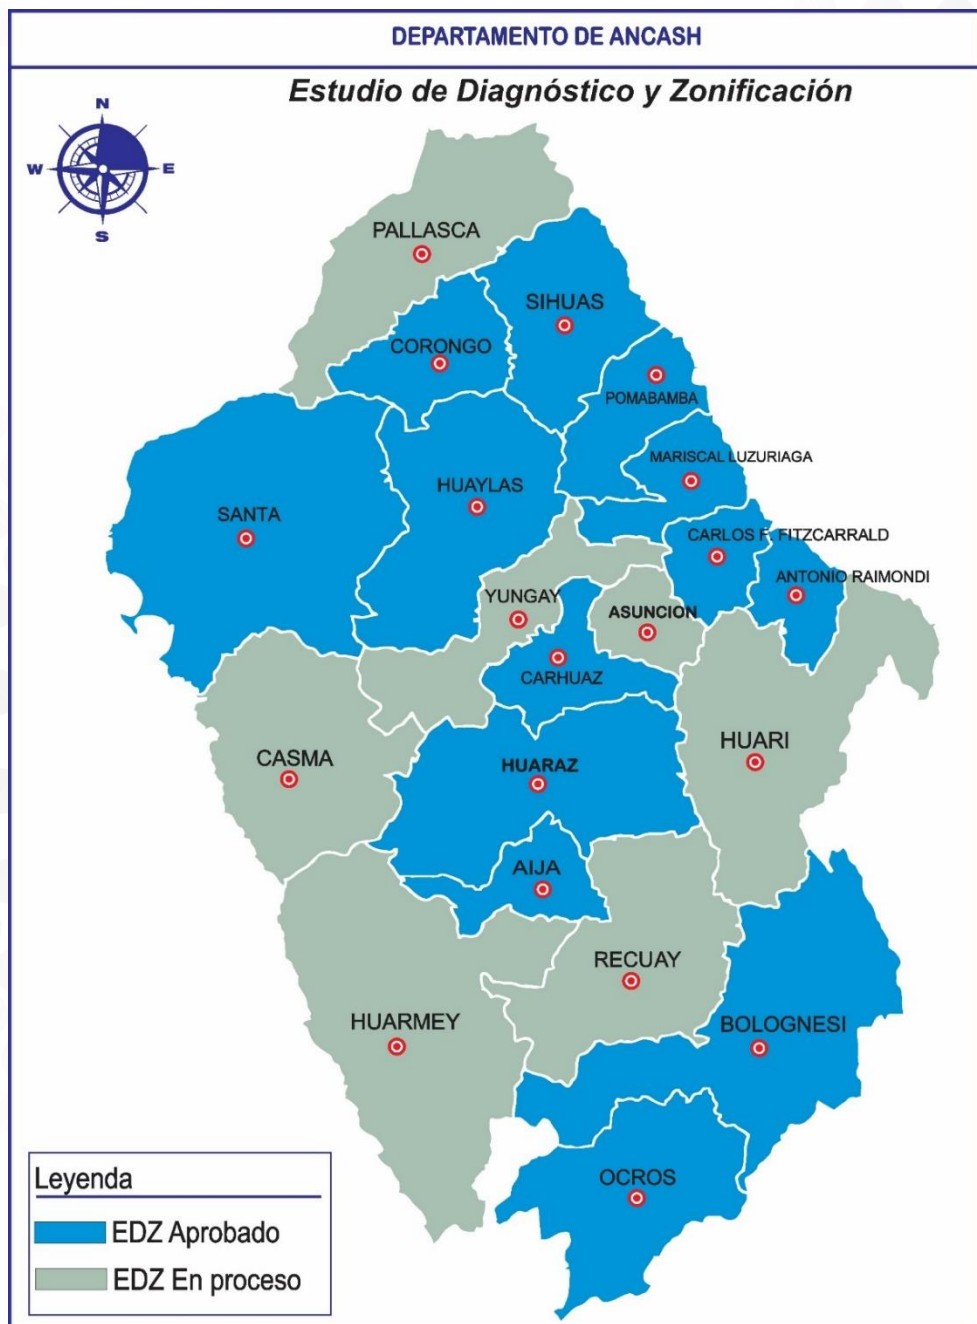 DEPARTAMENTO DE ANCASH
Estudio de Diagnóstico y Zonificación
N
W
E
S
PALLASCA
SIHUAS
CORONGO
POMABAMBA
MARISCAL LUZURIAGA
HUAYLAS
SANTA
CARLOS F. FITZCARRALD
ANTONIO RAIMONDI
YUNGAY
ASUNCION
CARHUAZ
HUARI
CASMA
HUARAZ
AIJA
RECUAY
HUARMEY
BOLOGNESI
OCROS
Leyenda
EDZ Aprobado
EDZ En proceso